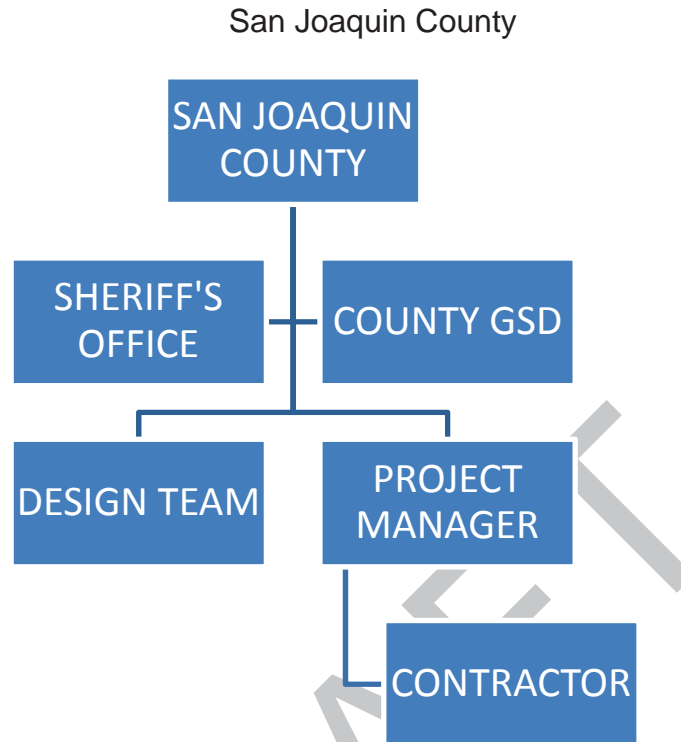 San Joaquin County
SAN JOAQUIN
COUNTY
SHERIFF'S
OFFICE
COUNTY GSD
DESIGN TEAM
PROJECT
MANAGER
CONTRACTOR